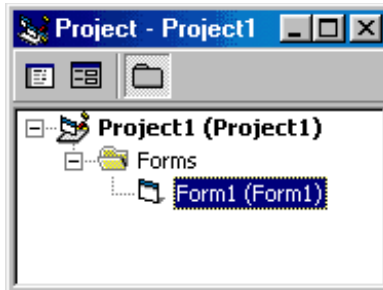 Project - Project1
Project1 (Project1)
Forms
Form1 (Form1)